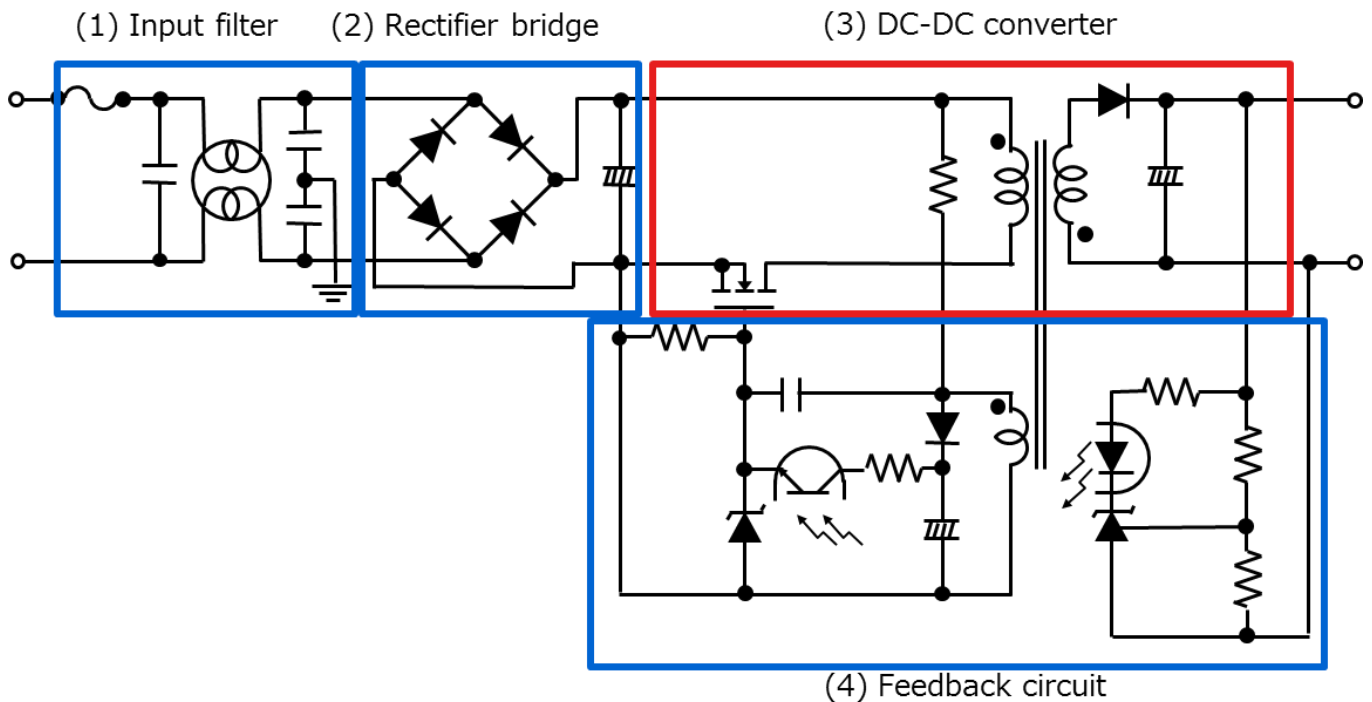 (1) Input filter
(2) Rectifier bridge
(3) DC-DC converter
(4) Feedback circuit